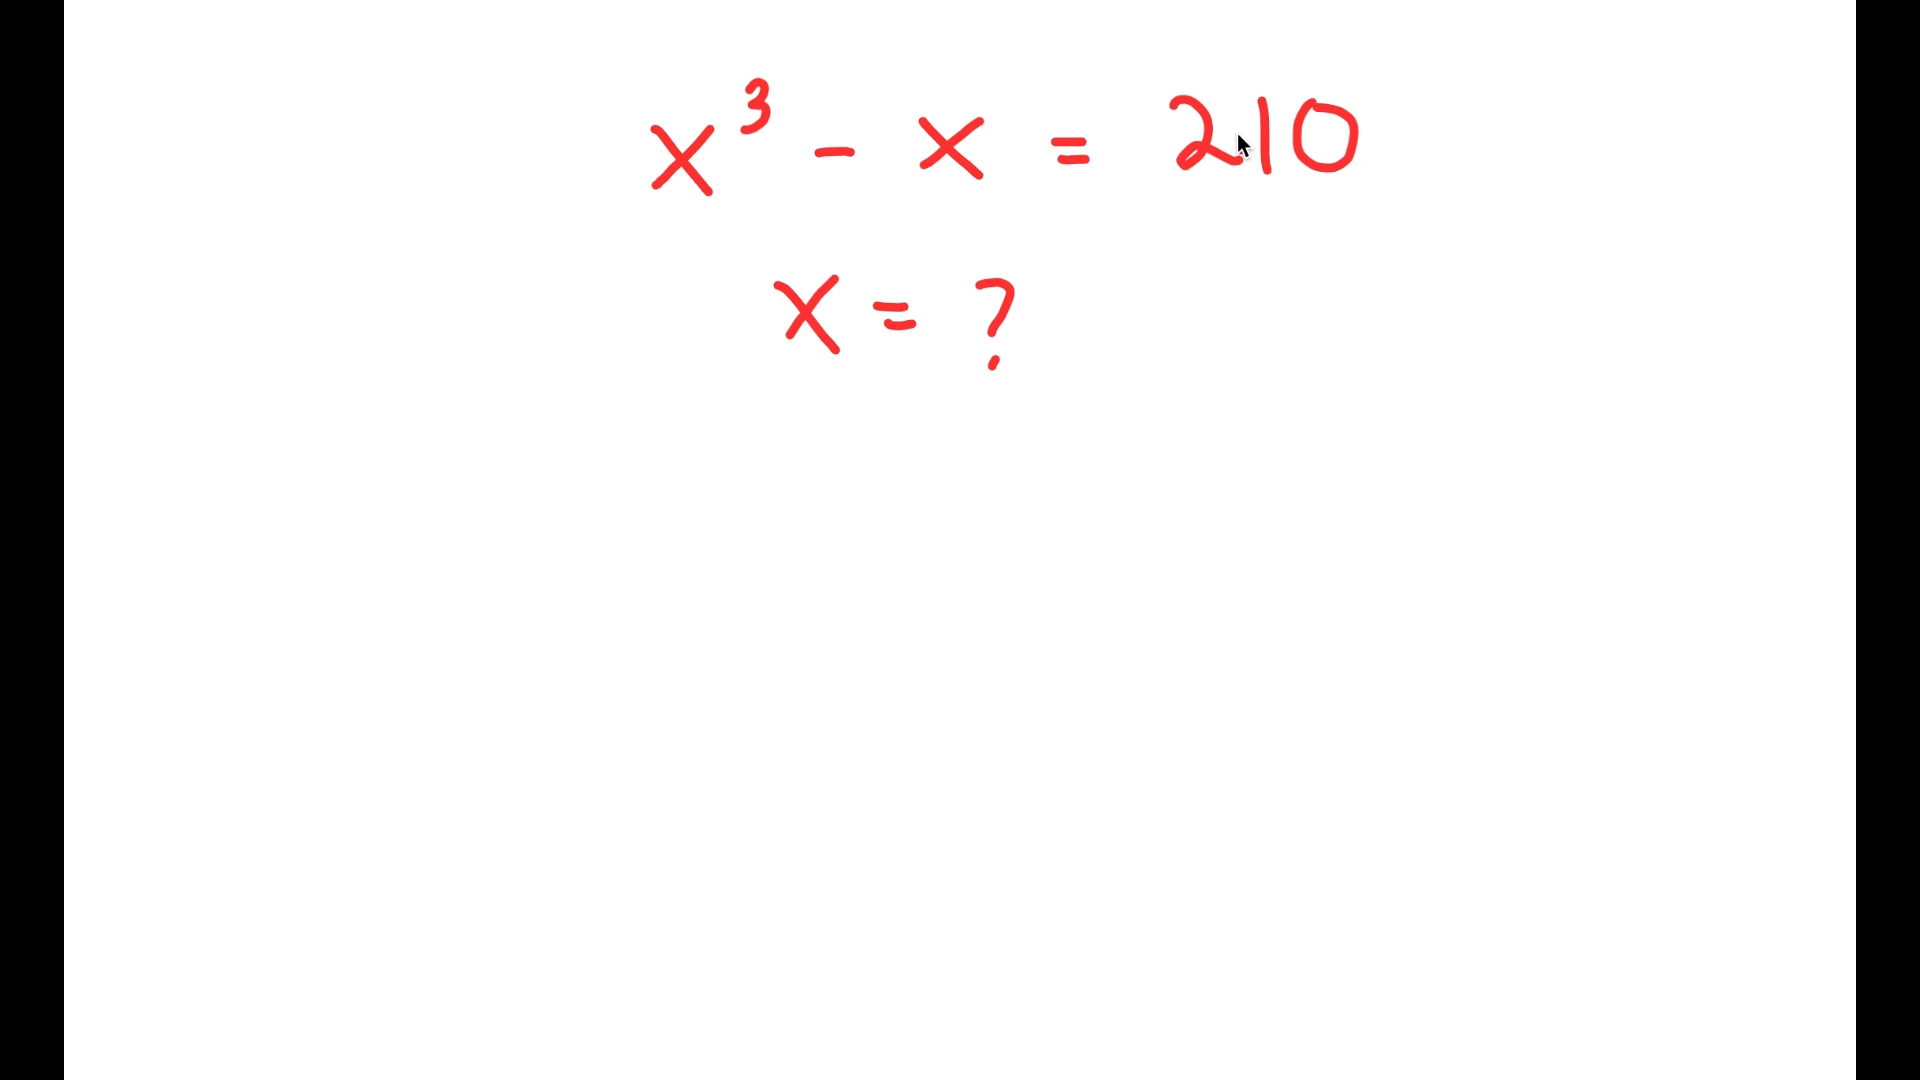 x³ - x = 210
x = ?